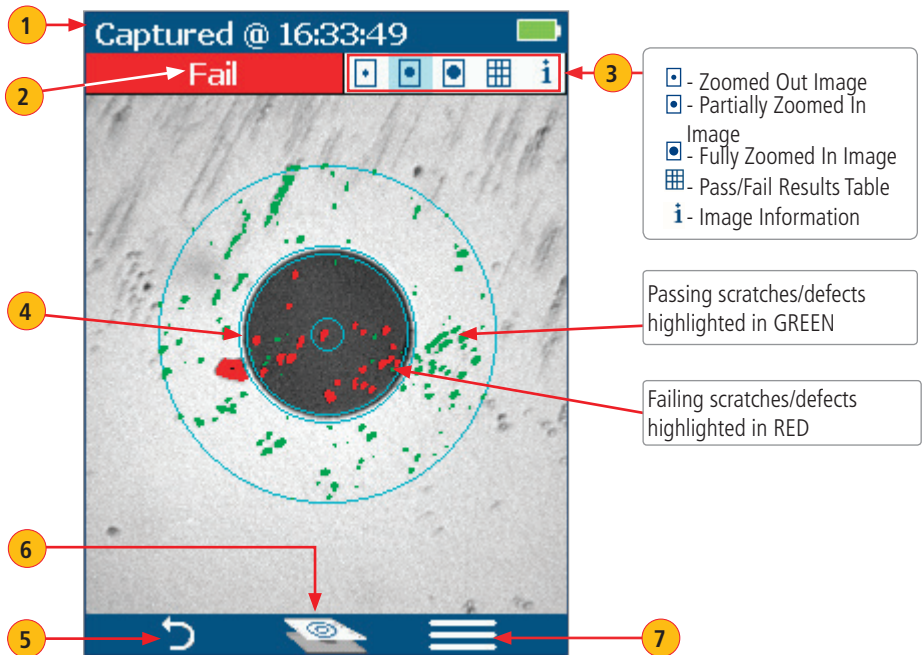 1
Captured @ 16:33:49
2
Fail
3
- Zoomed Out Image
- Partially Zoomed In
Image
- Fully Zoomed In Image
- Pass/Fail Results Table
i - Image Information
4
Passing scratches/defects
highlighted in GREEN
Failing scratches/defects
highlighted in RED
6
5
7